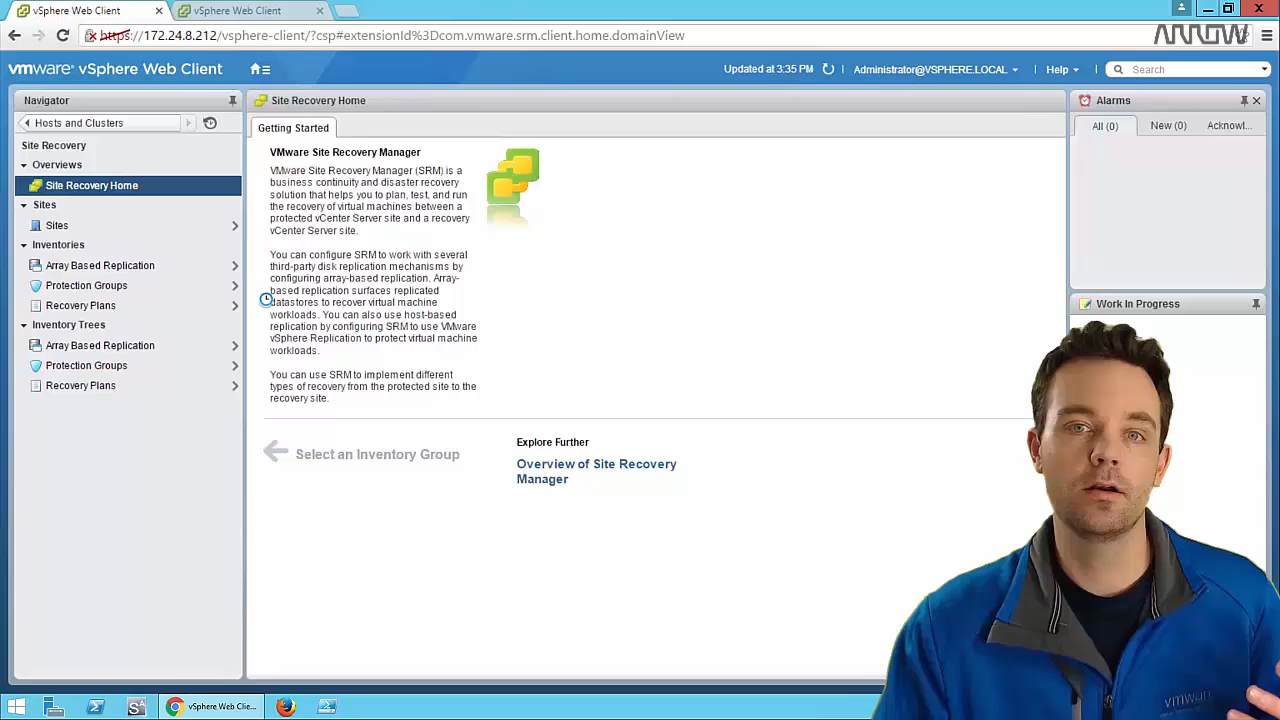 vSphere Web Client
vSphere Web Client
https://172.24.8.212/vsphere-client/?csp#extensionId%3Dcom.vmware.srm.client.home.domainView
ARROW
vmware® vSphere Web Client
Updated at 3:35 PM
Administrator@VSPHERE.LOCAL
Help
Search
Navigator
Hosts and Clusters
Site Recovery
Overviews
Site Recovery Home
Sites
Sites
Inventories
Array Based Replication
Protection Groups
Recovery Plans
Inventory Trees
Array Based Replication
Protection Groups
Recovery Plans
Site Recovery Home
Getting Started
VMware Site Recovery Manager
VMware Site Recovery Manager (SRM) is a
business continuity and disaster recovery
solution that helps you to plan, test, and run
the recovery of virtual machines between a
protected vCenter Server site and a recovery
vCenter Server site.
You can configure SRM to work with several
third-party disk replication mechanisms by
configuring array-based replication. Array-
based replication surfaces replicated
datastores to recover virtual machine
workloads. You can also use host-based
replication by configuring SRM to use VMware
vSphere Replication to protect virtual machine
workloads.
You can use SRM to implement different
types of recovery from the protected site to the
recovery site.
Select an Inventory Group
Explore Further
Overview of Site Recovery
Manager
Alarms
All (0)
New (0)
Acknowl...
Work In Progress
vmware
vSphere Web Clie...